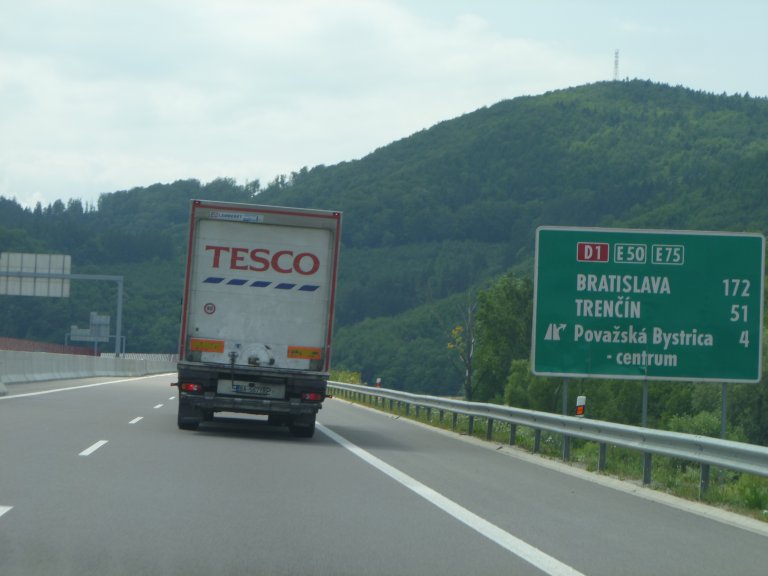 TESCO
D1 E50 E75
BRATISLAVA 172
TRENČÍN 51
Považská Bystrica 4
- centrum